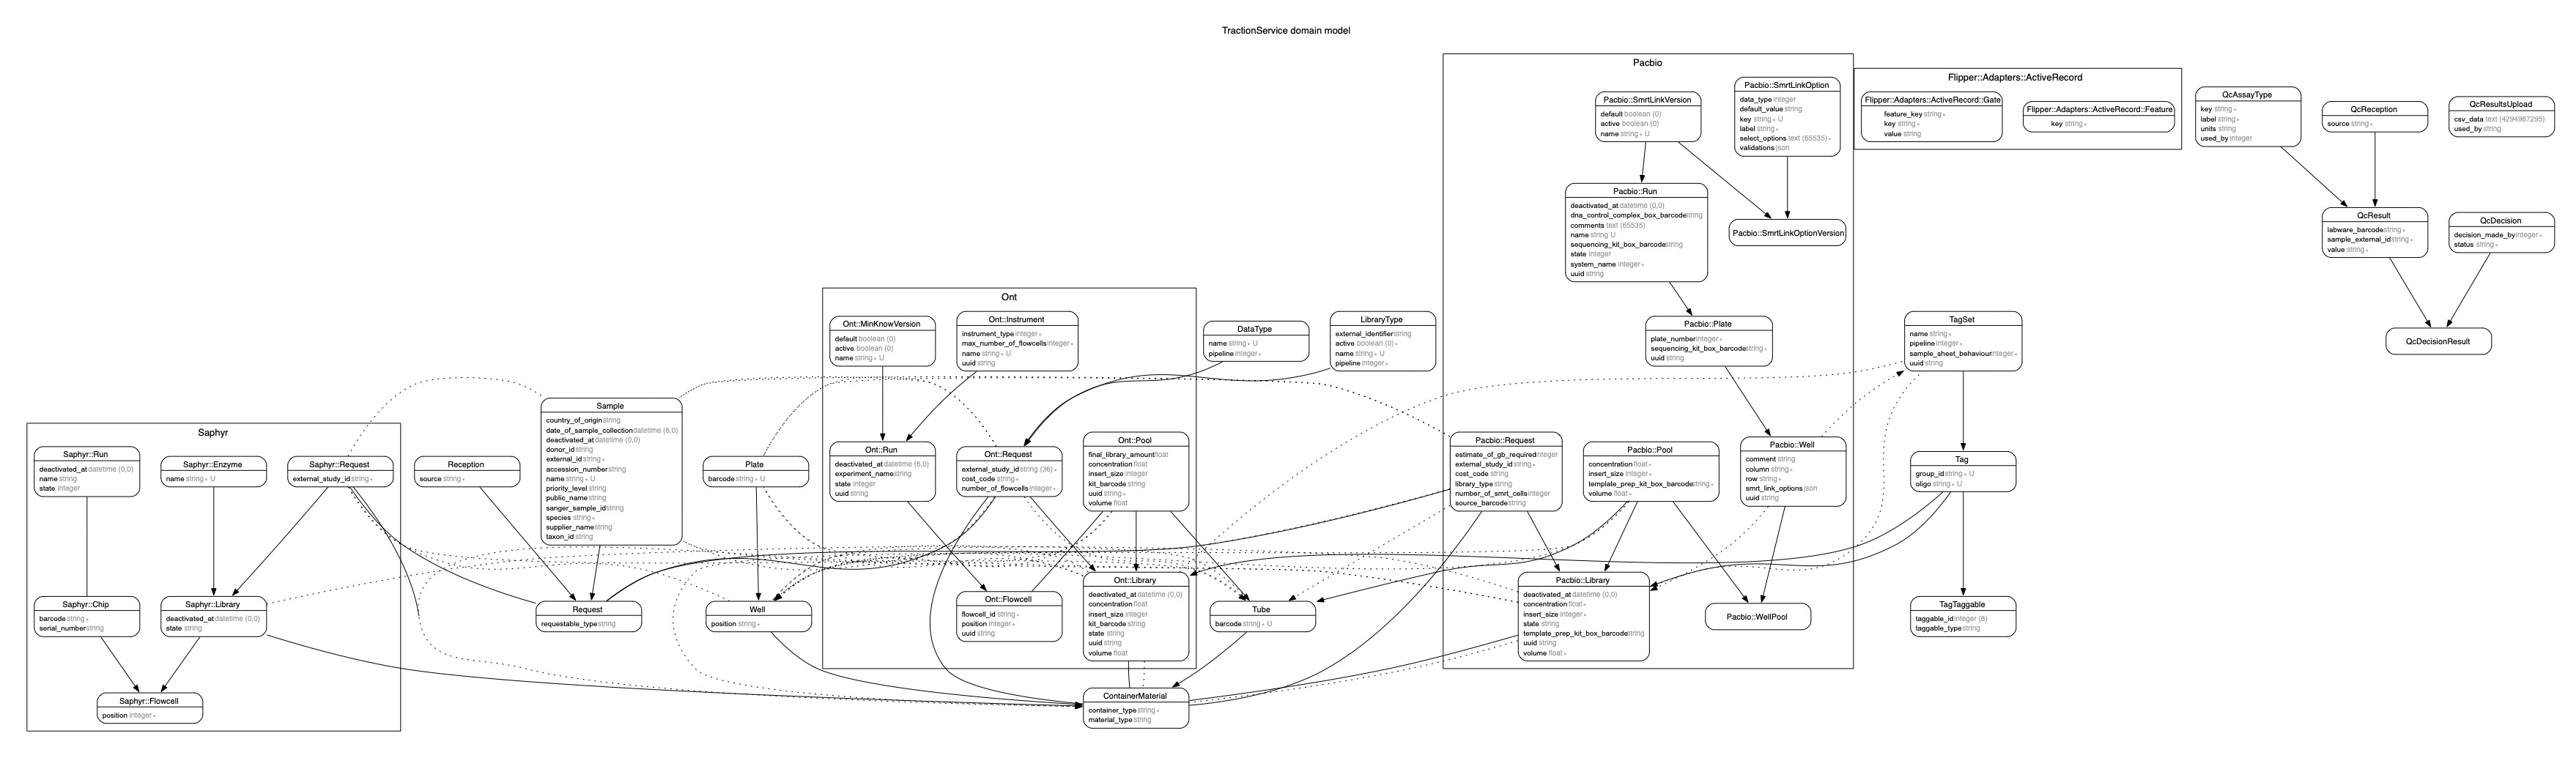 TractionService domain model
Saphyr
Saphyr::Run
deactivated_at datetime (0,0)
name string
state integer
Saphyr::Enzyme
name string ∗ U
Saphyr::Request
external_study_id string ∗
Saphyr::Chip
barcode string ∗
serial_number string
Saphyr::Library
deactivated_at datetime (0,0)
state string
Saphyr::Flowcell
position integer ∗
Reception
source string ∗
Sample
country_of_origin string
date_of_sample_collection datetime (6,0)
deactivated_at datetime (0,0)
donor_id string
external_id string ∗
accession_number string
name string ∗ U
priority_level string
public_name string
sanger_sample_id string
species string ∗
supplier_name string
taxon_id string
Request
requestable_type string
Plate
barcode string ∗ U
Well
position string ∗
Ont
Ont::MinKnowVersion
default boolean (0)
active boolean (0)
name string ∗ U
Ont::Instrument
instrument_type integer ∗
max_number_of_flowcells integer ∗
name string ∗ U
uuid string
Ont::Run
deactivated_at datetime (6,0)
experiment_name string
state integer
uuid string
Ont::Request
external_study_id string (36) ∗
cost_code string ∗
number_of_flowcells integer ∗
Ont::Pool
final_library_amount float
concentration float
insert_size integer
kit_barcode string
uuid string ∗
volume float
Ont::Flowcell
flowcell_id string ∗
position integer ∗
uuid string
Ont::Library
deactivated_at datetime (0,0)
concentration float
insert_size integer
kit_barcode string
state string
uuid string
volume float
ContainerMaterial
container_type string ∗
material_type string
DataType
name string ∗ U
pipeline integer ∗
LibraryType
external_identifier string
active boolean (0) ∗
name string ∗ U
pipeline integer ∗
Tube
barcode string ∗ U
Pacbio
Pacbio::SmrtLinkVersion
default boolean (0)
active boolean (0)
name string ∗ U
Pacbio::SmrtLinkOption
data_type integer
default_value string
key string ∗ U
label string ∗
select_options text (65535) ∗
validations json
Pacbio::Run
deactivated_at datetime (0,0)
dna_control_complex_box_barcode string
comments text (65535)
name string U
sequencing_kit_box_barcode string
state integer
system_name integer ∗
uuid string
Pacbio::SmrtLinkOptionVersion
Pacbio::Plate
plate_number integer ∗
sequencing_kit_box_barcode string ∗
uuid string
Pacbio::Request
estimate_of_gb_required integer
external_study_id string ∗
cost_code string
library_type string
number_of_smrt_cells integer
source_barcode string
Pacbio::Pool
concentration float ∗
insert_size integer ∗
template_prep_kit_box_barcode string ∗
volume float ∗
Pacbio::Well
comment string
column string ∗
row string ∗
smrt_link_options json
uuid string
Pacbio::Library
deactivated_at datetime (0,0)
concentration float ∗
insert_size integer ∗
state string
template_prep_kit_box_barcode string
uuid string
volume float ∗
Pacbio::WellPool
Flipper::Adapters::ActiveRecord
Flipper::Adapters::ActiveRecord::Gate
feature_key string ∗
key string ∗
value string
Flipper::Adapters::ActiveRecord::Feature
key string ∗
TagSet
name string ∗
pipeline integer ∗
sample_sheet_behaviour integer ∗
uuid string
Tag
group_id string ∗ U
oligo string ∗ U
TagTaggable
taggable_id integer (8)
taggable_type string
QcAssayType
key string ∗
label string ∗
units string
used_by integer
QcReception
source string ∗
QcResultsUpload
csv_data text (4294967295)
used_by string
QcResult
labware_barcode string ∗
sample_external_id string ∗
value string ∗
QcDecision
decision_made_by integer ∗
status string ∗
QcDecisionResult